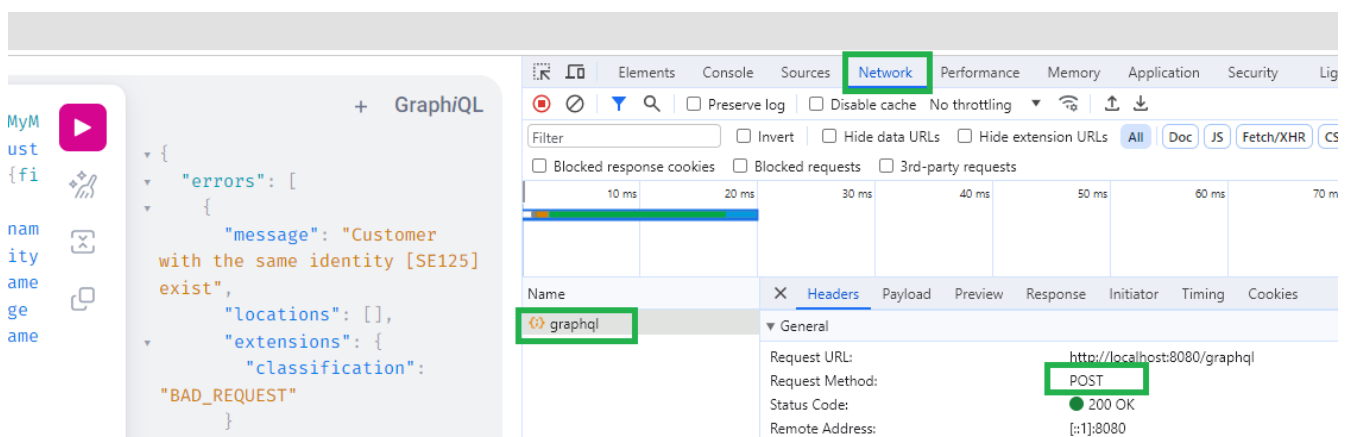 MyM
ust
{fi
nam
ity
ame
ge
ame
+ GraphiQL
{
"errors": [
{
"message": "Customer
with the same identity [SE125]
exist",
"locations": [],
"extensions": {
"classification":
"BAD_REQUEST"
}
Elements Console Sources Network Performance Memory Application Security Lig
Preserve log Disable cache No throttling
Filter Invert Hide data URLs Hide extension URLs All Doc JS Fetch/XHR CS
Blocked response cookies Blocked requests 3rd-party requests
10 ms 20 ms 30 ms 40 ms 50 ms 60 ms 70 m
Name
{;} graphql
× Headers Payload Preview Response Initiator Timing Cookies
▼ General
Request URL: http://localhost:8080/graphql
Request Method: POST
Status Code: 200 OK
Remote Address: [::1]:8080